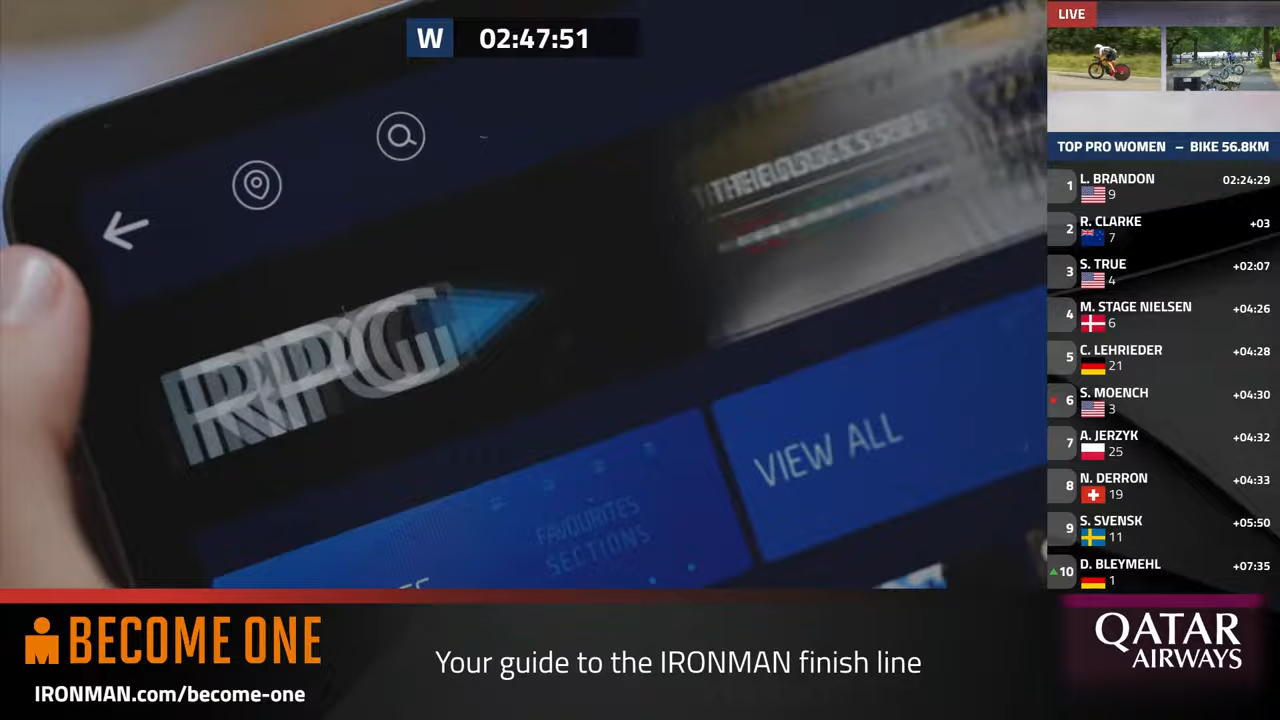 W 02:47:51
LIVE
RPG
VIEW ALL
FAVOURITES
SECTIONS
TOP PRO WOMEN – BIKE 56.8KM
1 L. BRANDON 02:24:29
9
2 R. CLARKE +03
7
3 S. TRUE +02:07
4
4 M. STAGE NIELSEN +04:26
6
5 C. LEHRIEDER +04:28
21
6 S. MOENCH +04:30
3
7 A. JERZYK +04:32
25
8 N. DERRON +04:33
19
9 S. SVENSK +05:50
11
10 D. BLEYMEHL +07:35
1
BECOME ONE
IRONMAN.com/become-one
Your guide to the IRONMAN finish line
QATAR
AIRWAYS